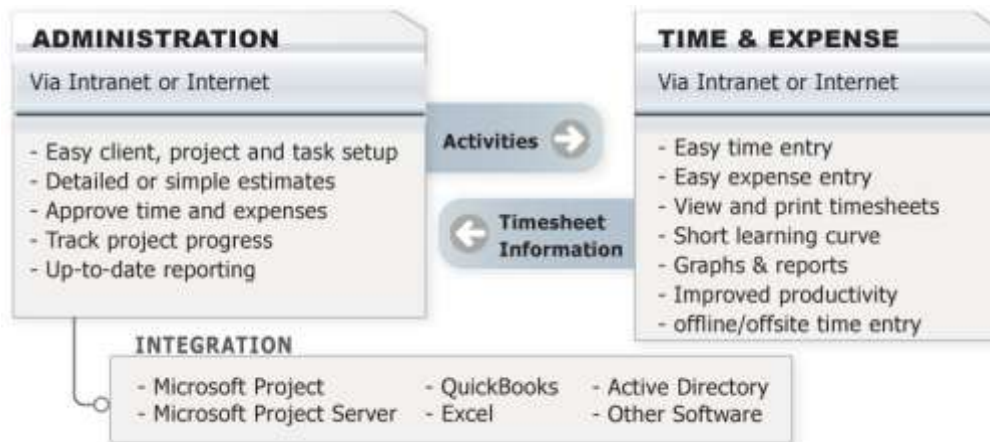 ADMINISTRATION
Via Intranet or Internet
- Easy client, project and task setup
- Detailed or simple estimates
- Approve time and expenses
- Track project progress
- Up-to-date reporting
Activities
Timesheet
Information
TIME & EXPENSE
Via Intranet or Internet
- Easy time entry
- Easy expense entry
- View and print timesheets
- Short learning curve
- Graphs & reports
- Improved productivity
- offline/offsite time entry
INTEGRATION
- Microsoft Project - QuickBooks - Active Directory
- Microsoft Project Server - Excel - Other Software